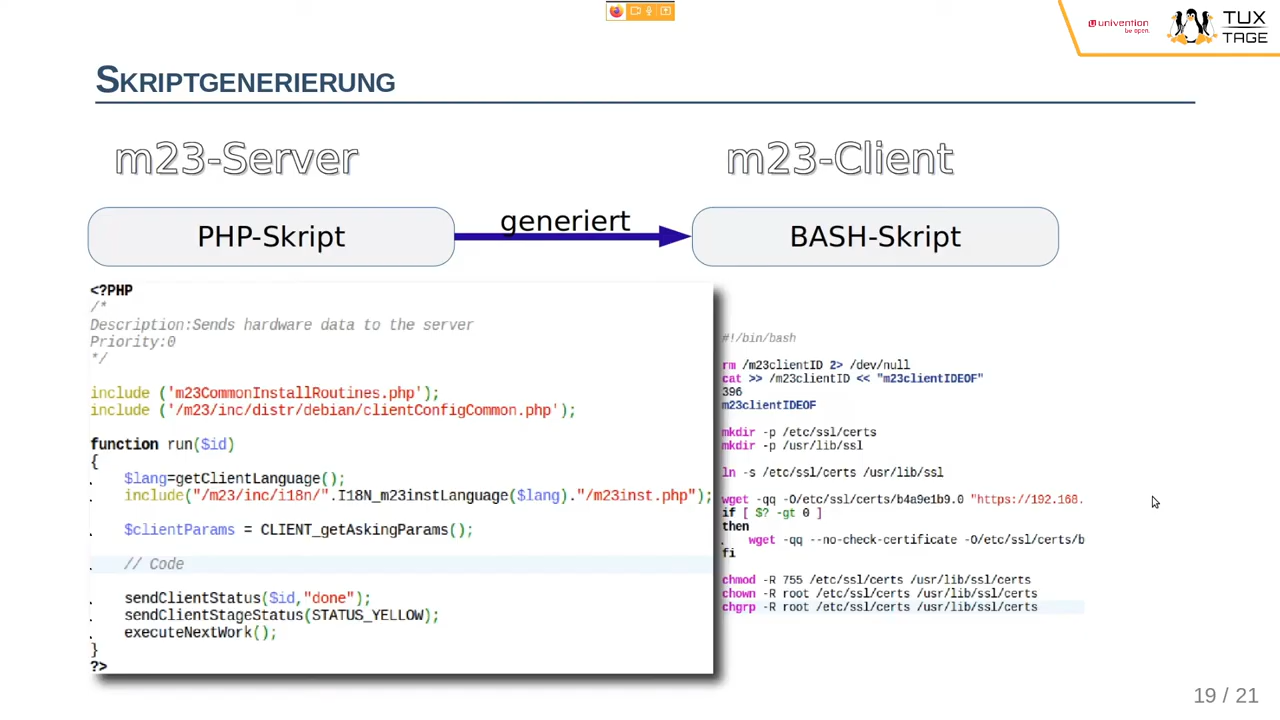 univention
be open.
TUX
TAGE
SKRIPTGENERIERUNG
m23-Server
m23-Client
PHP-Skript
generiert
BASH-Skript
<?PHP
/*
Description:Sends hardware data to the server
Priority:0
*/
include ('m23CommonInstallRoutines.php');
include ('/m23/inc/distr/debian/clientConfigCommon.php');
function run($id)
{
$lang=getClientLanguage();
include("/m23/inc/i18n/".I18N_m23instLanguage($lang)."/m23inst.php");
$clientParams = CLIENT_getAskingParams();
// Code
sendClientStatus($id,"done");
sendClientStageStatus(STATUS_YELLOW);
executeNextWork();
}
?>
#!/bin/bash
rm /m23clientID 2> /dev/null
cat >> /m23clientID << "m23clientIDEOF"
396
m23clientIDEOF
mkdir -p /etc/ssl/certs
mkdir -p /usr/lib/ssl
ln -s /etc/ssl/certs /usr/lib/ssl
wget -qq -O/etc/ssl/certs/b4a9e1b9.0 "https://192.168.
if [ $? -gt 0 ]
then
wget -qq --no-check-certificate -O/etc/ssl/certs/b
fi
chmod -R 755 /etc/ssl/certs /usr/lib/ssl/certs
chown -R root /etc/ssl/certs /usr/lib/ssl/certs
chgrp -R root /etc/ssl/certs /usr/lib/ssl/certs
19 / 21